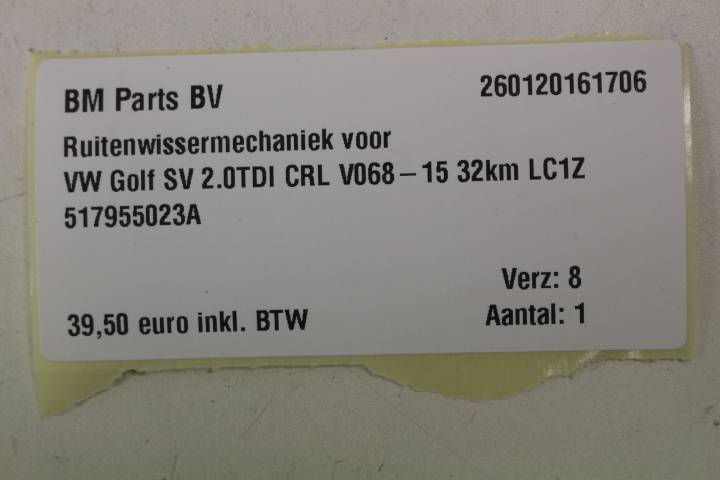 BM Parts BV 260120161706
Ruitenwissermechaniek voor
VW Golf SV 2.0TDI CRL V068-15 32km LC1Z
517955023A
Verz: 8
39,50 euro inkl. BTW Aantal: 1